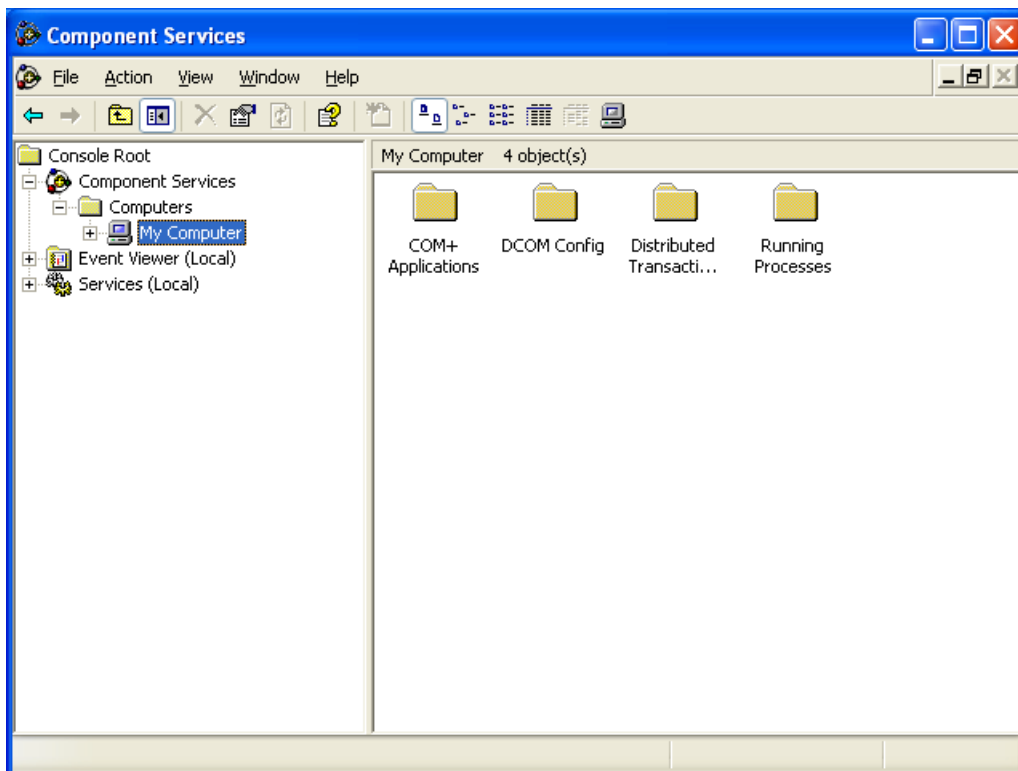 Component Services
File Action View Window Help
Console Root
Component Services
Computers
My Computer
Event Viewer (Local)
Services (Local)
My Computer 4 object(s)
COM+
Applications
DCOM Config
Distributed
Transacti...
Running
Processes